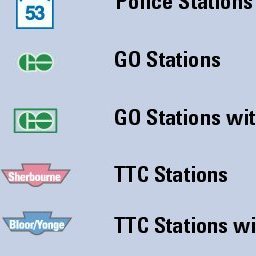 53 Police Stations
GO GO Stations
GO GO Stations wit
Sherbourne TTC Stations
Bloor/Yonge TTC Stations wi